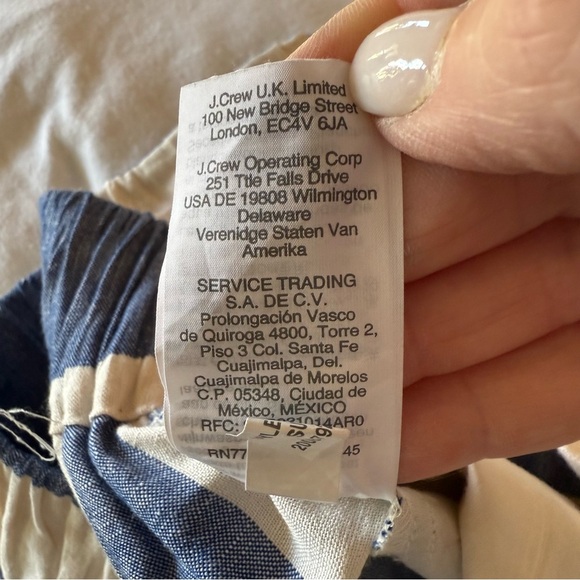 J.Crew U.K. Limited
100 New Bridge Street
London, EC4V 6JA
J.Crew Operating Corp
251 Ttle Falls Drive
USA DE 19808 Wilmington
Delaware
Verenidge Staten Van
Amerika
SERVICE TRADING
S.A. DE C.V.
Prolongación Vasco
de Quiroga 4800, Torre 2,
Piso 3 Col. Santa Fe
Cuajimalpa, Del.
Cuajimalpa de Morelos
C.P. 05348, Ciudad de
México, MÉXICO
RFC: